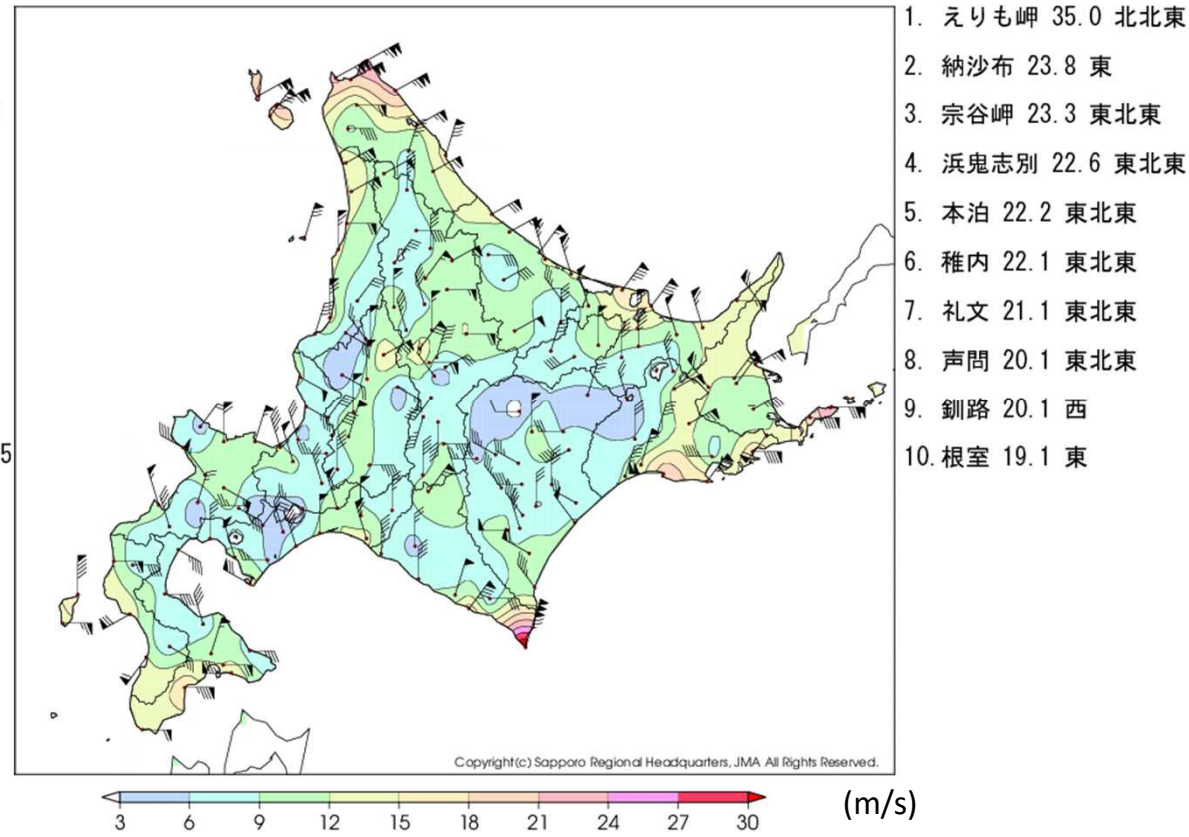 1. えりも岬 35.0 北北東
2. 納沙布 23.8 東
3. 宗谷岬 23.3 東北東
4. 浜鬼志別 22.6 東北東
5. 本泊 22.2 東北東
6. 稚内 22.1 東北東
7. 礼文 21.1 東北東
8. 声問 20.1 東北東
9. 釧路 20.1 西
10. 根室 19.1 東
5
Copyright(c) Sapporo Regional Headquarters, JMA All Rights Reserved.
3 6 9 12 15 18 21 24 27 30
(m/s)